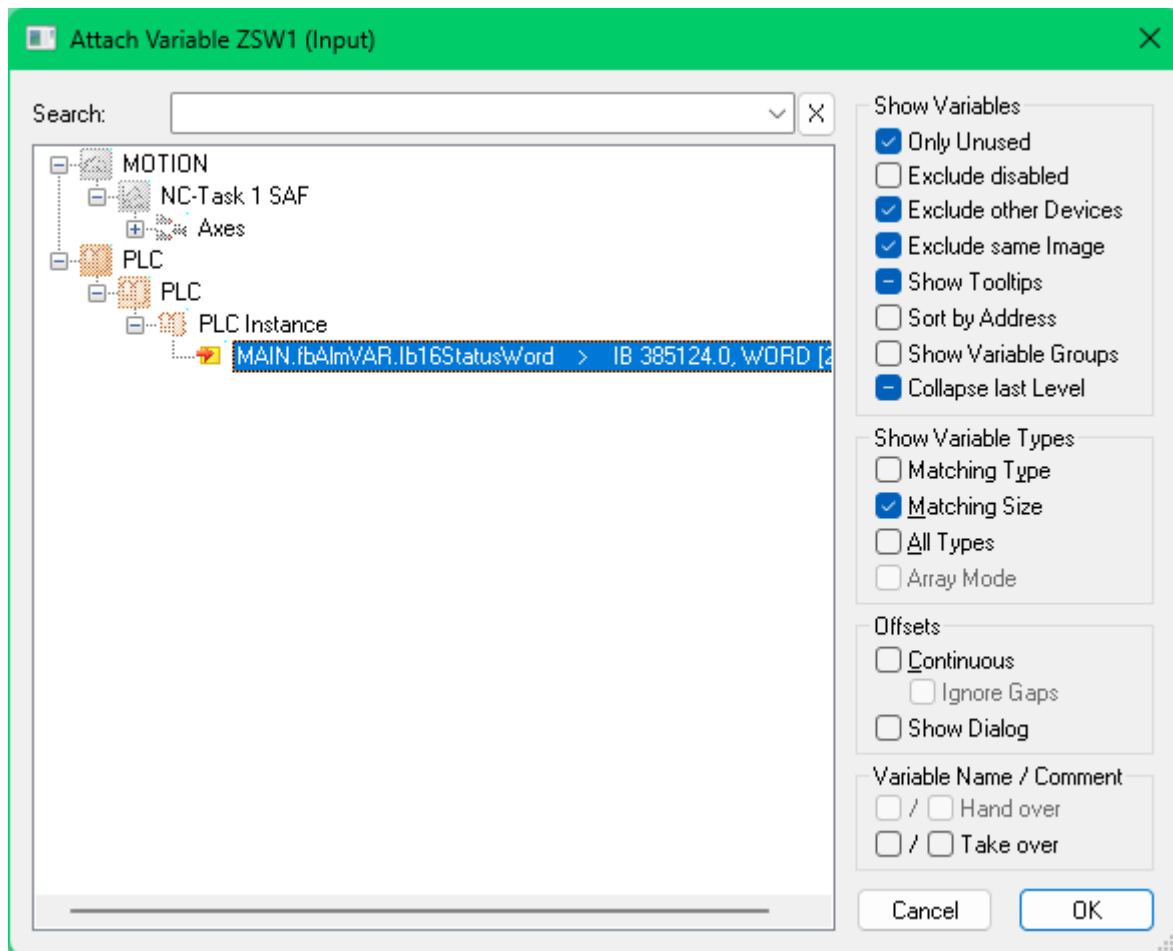 Attach Variable ZSW1 (Input)
Search:
MOTION
NC-Task 1 SAF
Axes
PLC
PLC
PLC Instance
MAIN.fbAlmVAR.Ib16StatusWord > IB 385124.0, WORD [2
Show Variables
Only Unused
Exclude disabled
Exclude other Devices
Exclude same Image
Show Tooltips
Sort by Address
Show Variable Groups
Collapse last Level
Show Variable Types
Matching Type
Matching Size
All Types
Array Mode
Offsets
Continuous
Ignore Gaps
Show Dialog
Variable Name / Comment
/ Hand over
/ Take over
Cancel OK